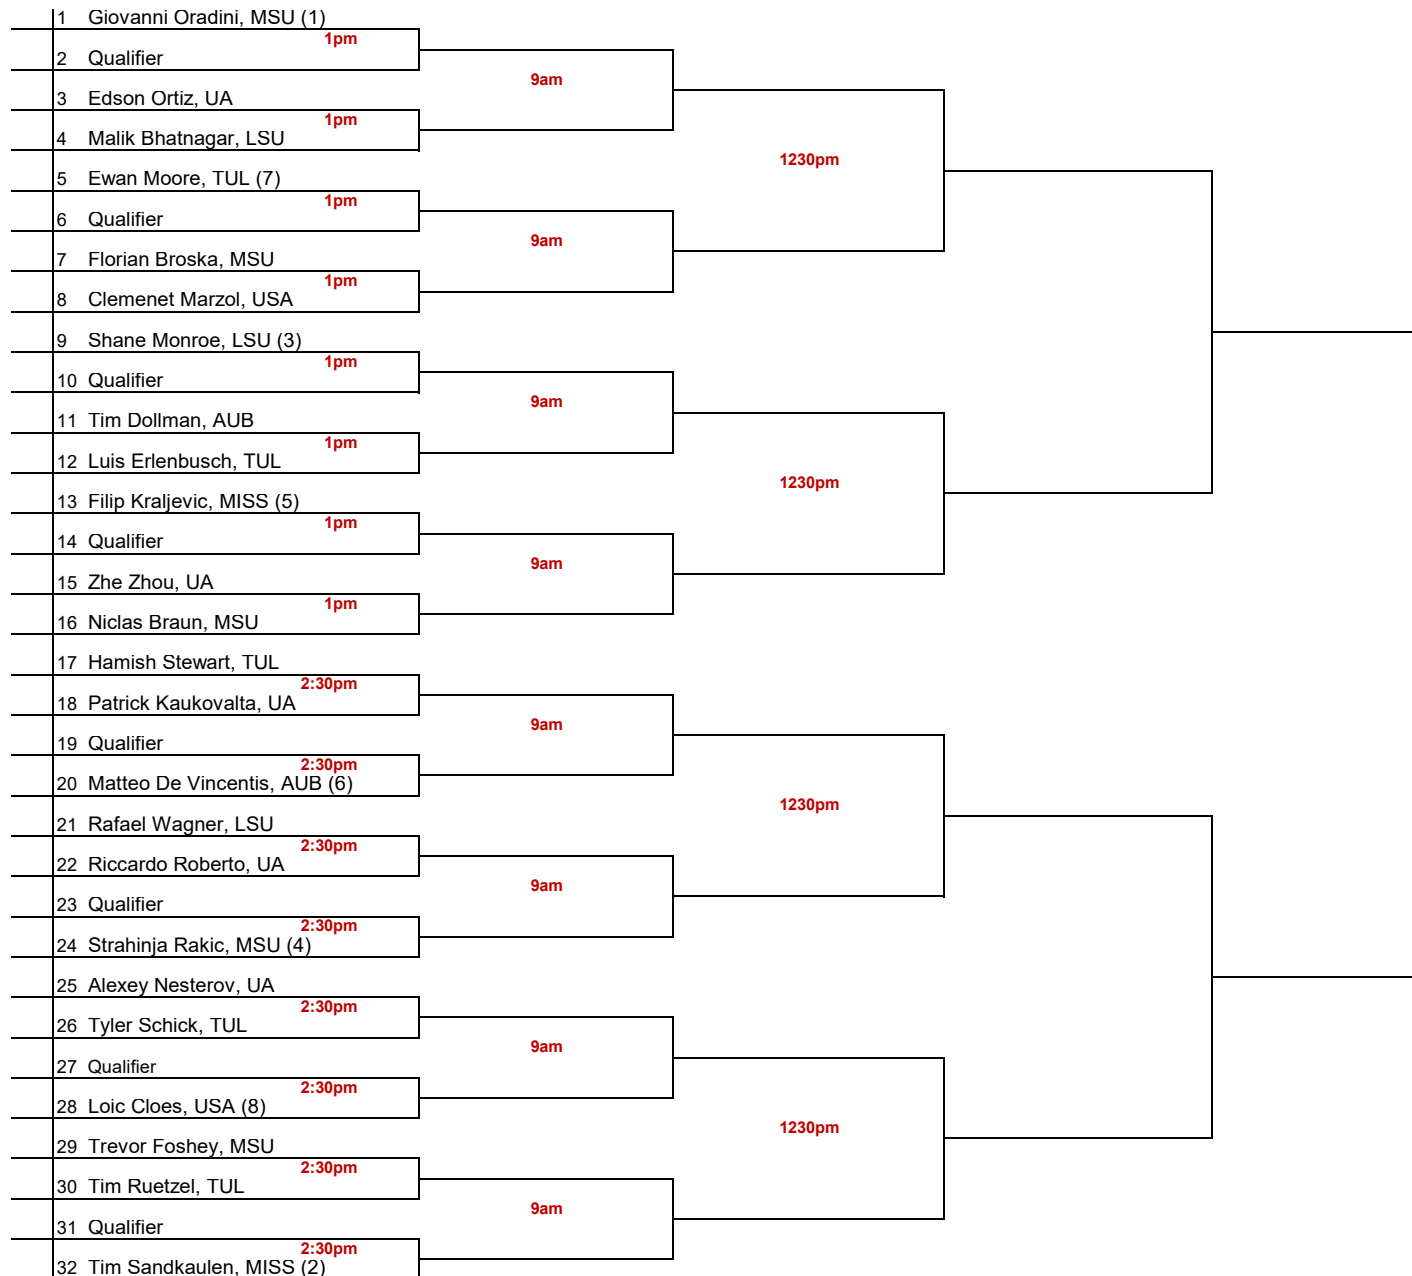 1 Giovanni Oradini, MSU (1)
1pm
2 Qualifier
9am
3 Edson Ortiz, UA
1pm
4 Malik Bhatnagar, LSU
1230pm
5 Ewan Moore, TUL (7)
1pm
6 Qualifier
9am
7 Florian Broska, MSU
1pm
8 Clemenet Marzol, USA
9 Shane Monroe, LSU (3)
1pm
10 Qualifier
9am
11 Tim Dollman, AUB
1pm
12 Luis Erlenbusch, TUL
1230pm
13 Filip Kraljevic, MISS (5)
1pm
14 Qualifier
9am
15 Zhe Zhou, UA
1pm
16 Niclas Braun, MSU
17 Hamish Stewart, TUL
2:30pm
18 Patrick Kaukovalta, UA
9am
19 Qualifier
2:30pm
20 Matteo De Vincentis, AUB (6)
1230pm
21 Rafael Wagner, LSU
2:30pm
22 Riccardo Roberto, UA
9am
23 Qualifier
2:30pm
24 Strahinja Rakic, MSU (4)
25 Alexey Nesterov, UA
2:30pm
26 Tyler Schick, TUL
9am
27 Qualifier
2:30pm
28 Loic Cloes, USA (8)
1230pm
29 Trevor Foshey, MSU
2:30pm
30 Tim Ruetzel, TUL
9am
31 Qualifier
2:30pm
32 Tim Sandkaulen, MISS (2)